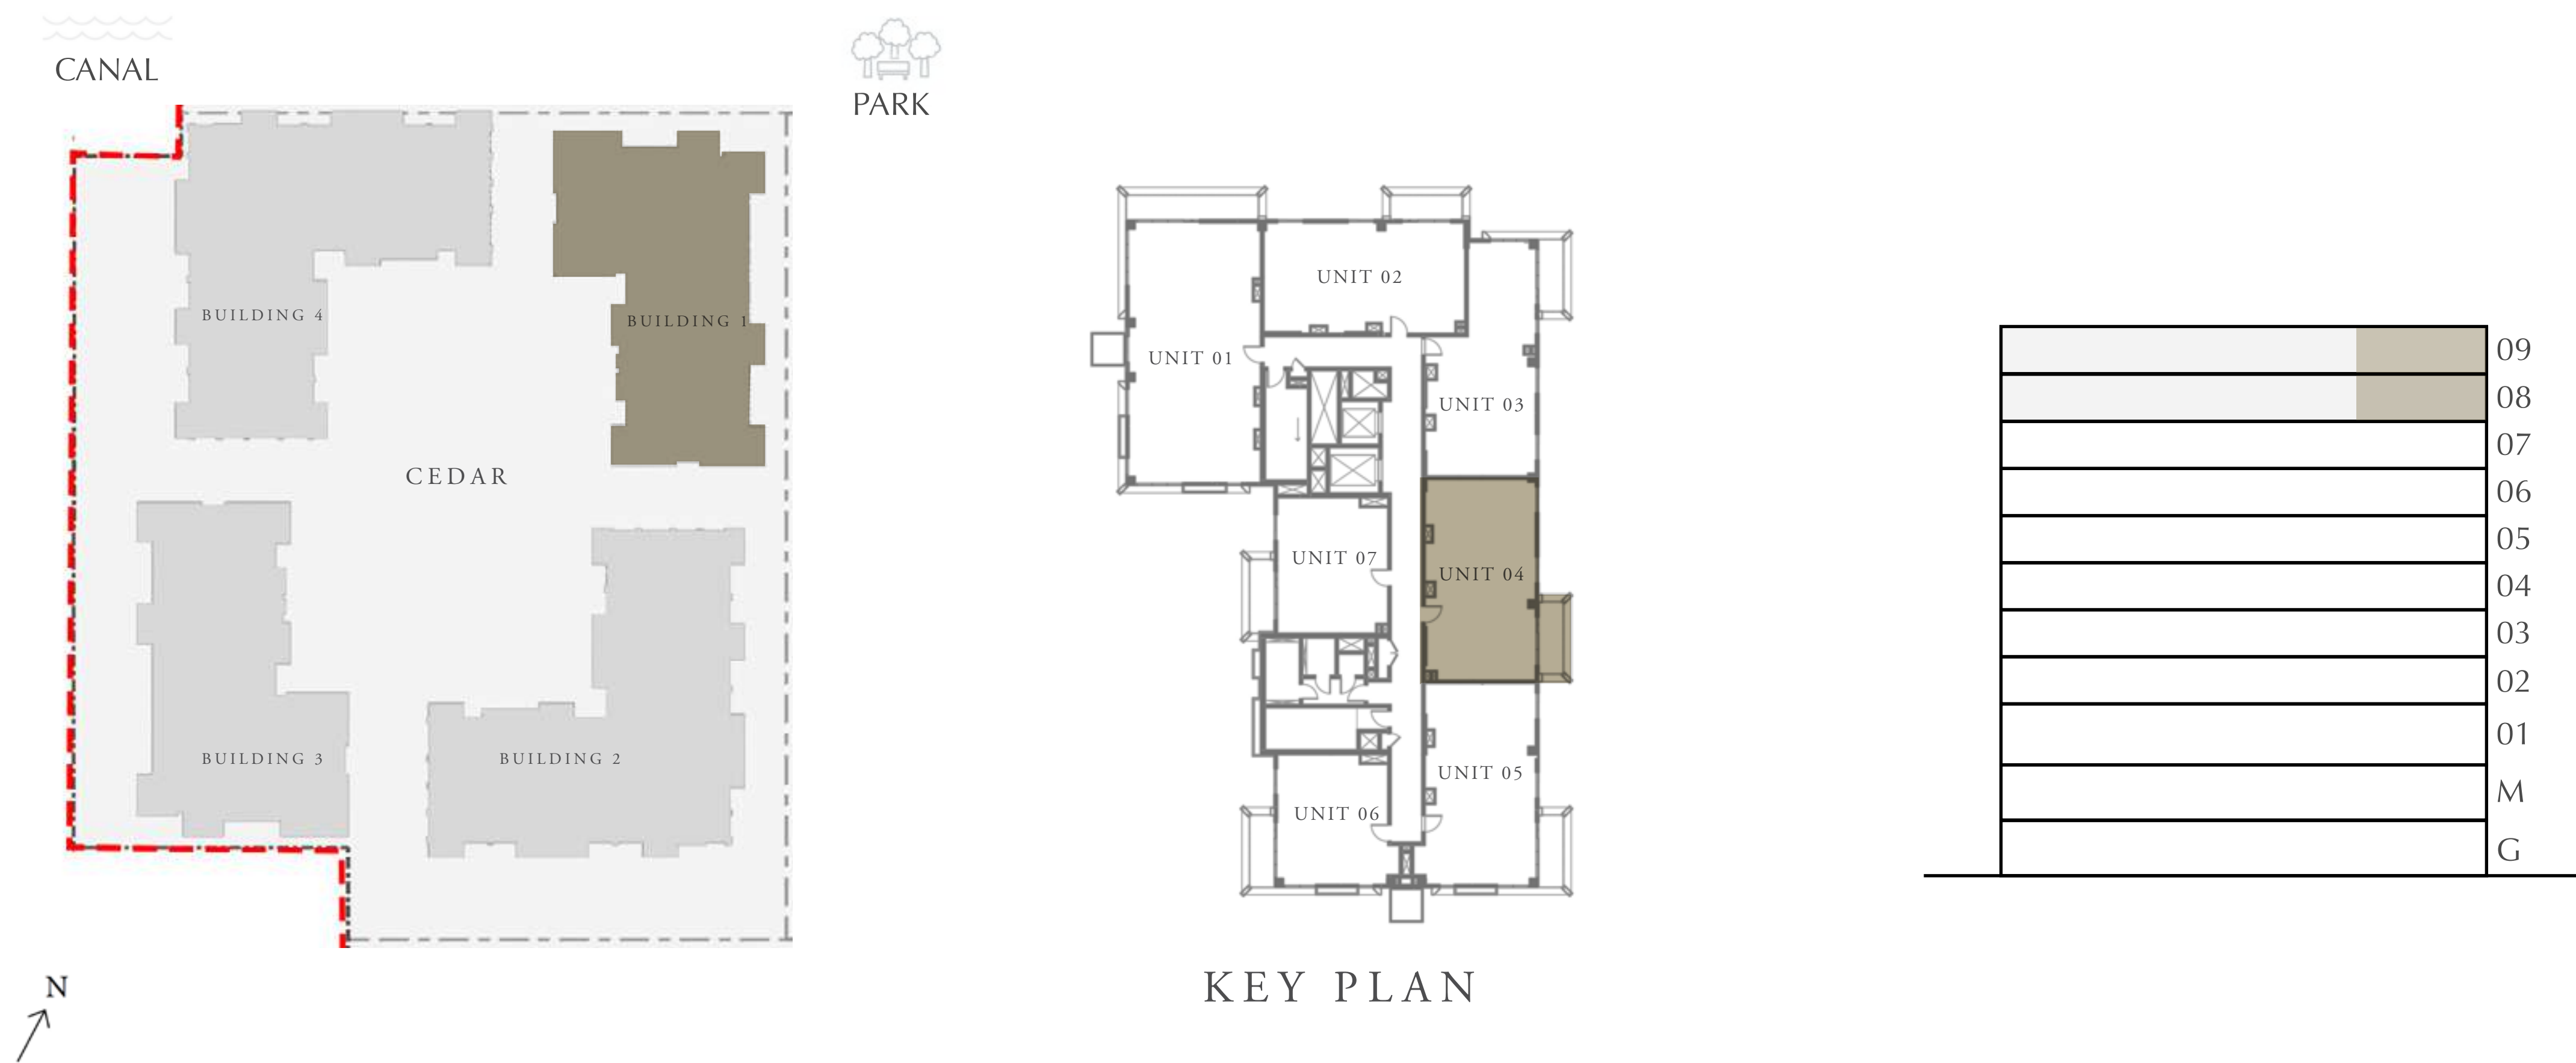 CANAL
PARK
BUILDING 4
BUILDING 1
CEDAR
BUILDING 3
BUILDING 2
N
UNIT 02
UNIT 01
UNIT 03
UNIT 07
UNIT 04
UNIT 05
UNIT 06
KEY PLAN
09
08
07
06
05
04
03
02
01
M
G